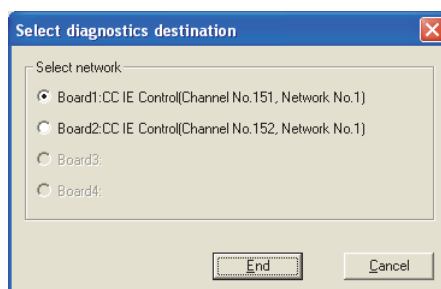 Select diagnostics destination
Select network
Board1:CC IE Control(Channel No.151, Network No.1)
Board2:CC IE Control(Channel No.152, Network No.1)
Board3:
Board4:
End
Cancel